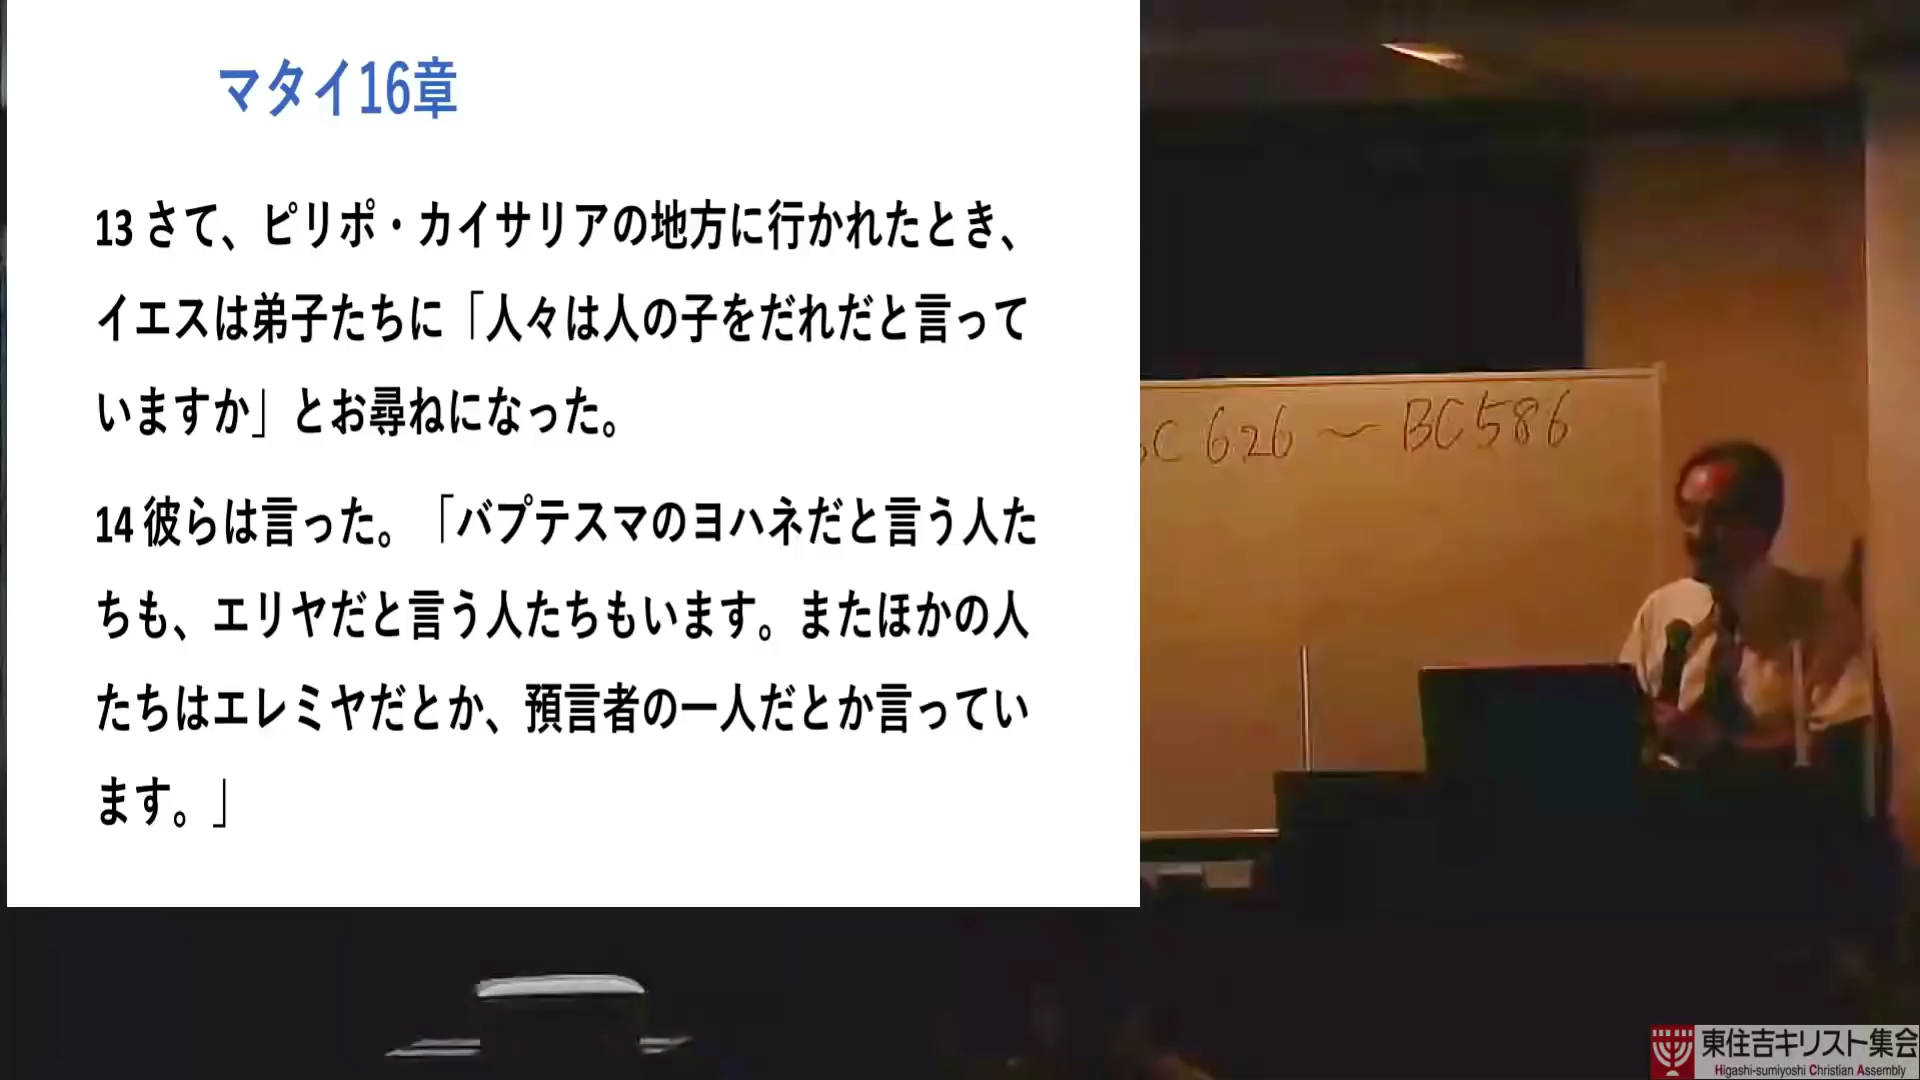 マタイ16章
13 さて、ピリポ・カイサリアの地方に行かれたとき、
イエスは弟子たちに「人々は人の子をだれだと言って
いますか」とお尋ねになった。
14 彼らは言った。「バプテスマのヨハネだと言う人た
ちも、エリヤだと言う人たちもいます。またほかの人
たちはエレミヤだとか、預言者の一人だとか言ってい
ます。」
BC 626 〜 BC586
東住吉キリスト集会
Higashi-sumiyoshi Christian Assembly